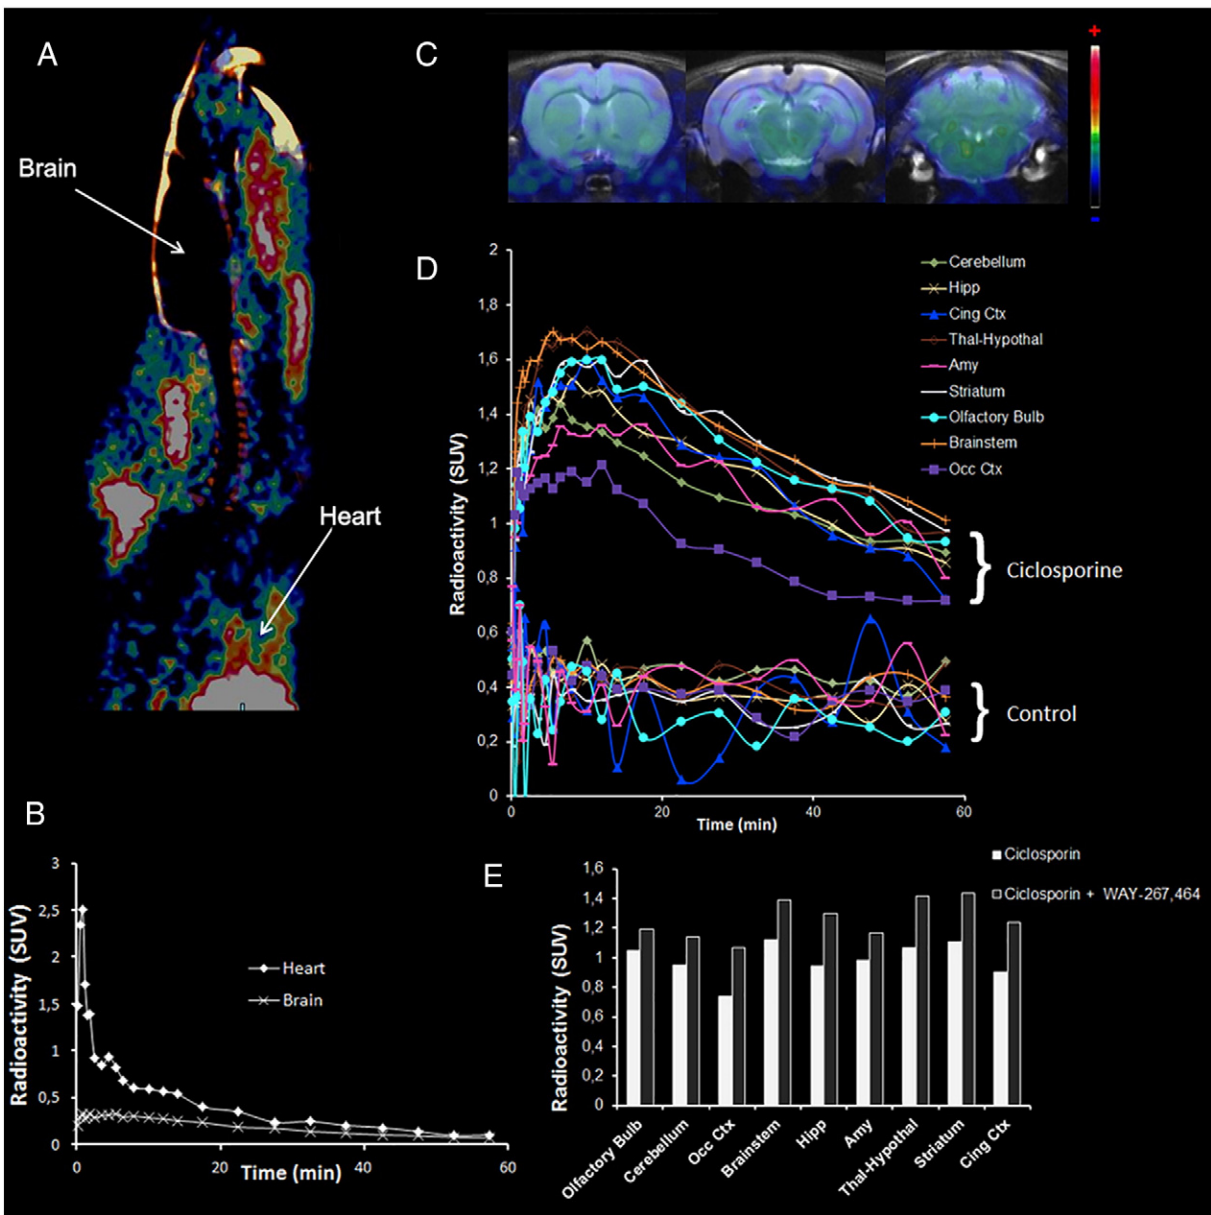 A
Brain
Heart
C
+
-
D
2
1,8
1,6
1,4
1,2
1
0,8
0,6
0,4
0,2
0
Radioactivity (SUV)
0
20
40
60
Time (min)
Cerebellum
Hipp
Cing Ctx
Thal-Hypothal
Amy
Striatum
Olfactory Bulb
Brainstem
Occ Ctx
Ciclosporine
Control
B
3
2,5
2
1,5
1
0,5
0
Radioactivity (SUV)
0
20
40
60
Time (min)
Heart
Brain
E
1,6
1,4
1,2
1
0,8
0,6
0,4
0,2
0
Radioactivity (SUV)
Ciclosporin
Ciclosporin + WAY-267,464
Olfactory Bulb
Cerebellum
Occ Ctx
Brainstem
Hipp
Amy
Thal-Hypothal
Striatum
Cing Ctx